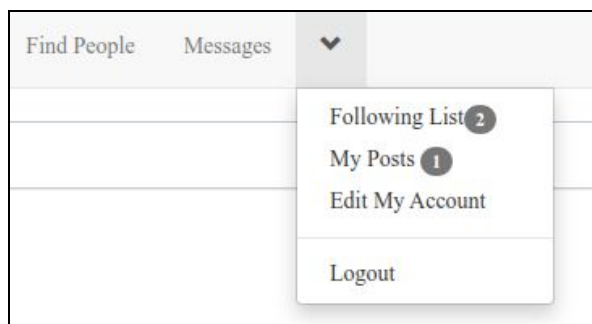 Find People Messages
Following List 2
My Posts 1
Edit My Account
Logout